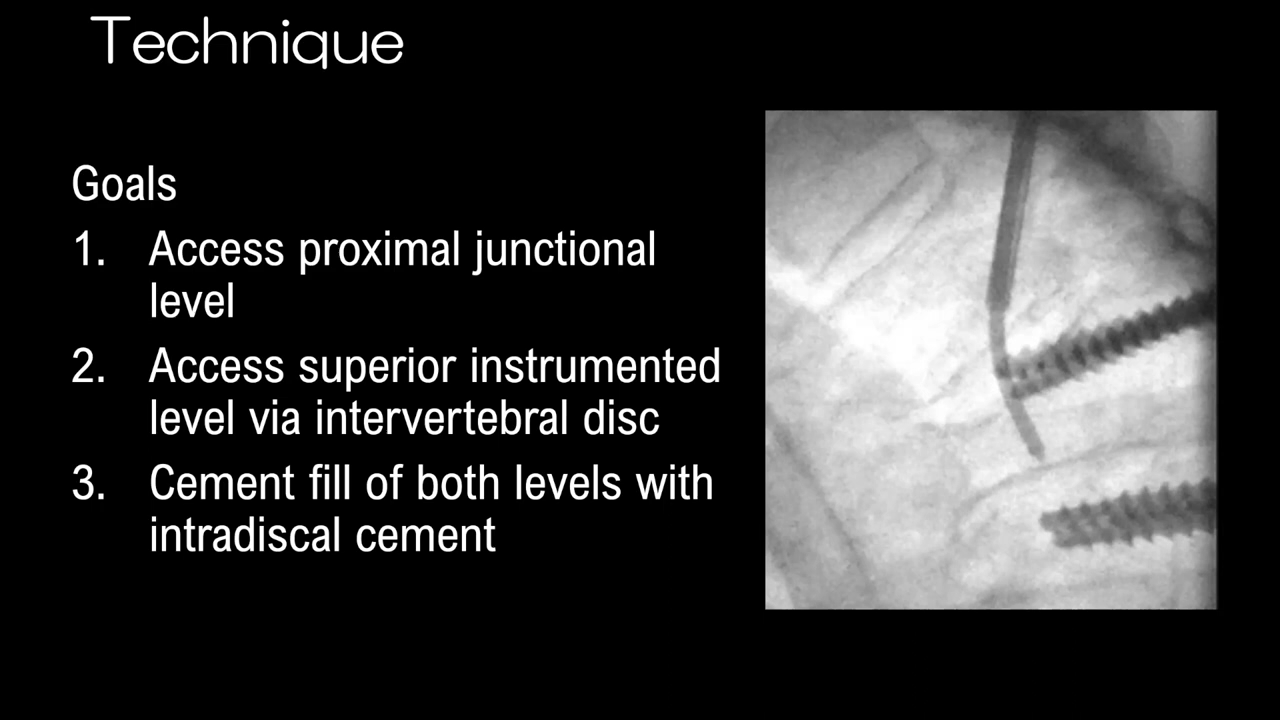 Technique
Goals
1. Access proximal junctional
level
2. Access superior instrumented
level via intervertebral disc
3. Cement fill of both levels with
intradiscal cement